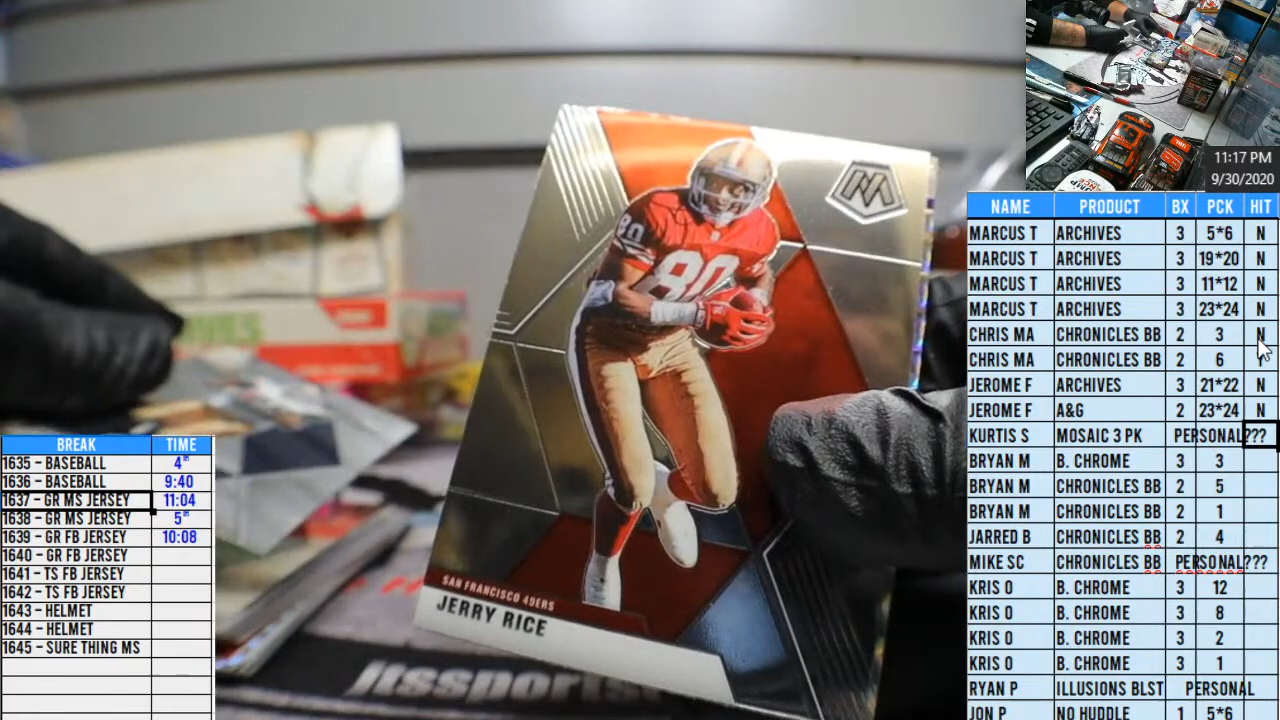 11:17 PM
9/30/2020
NAME PRODUCT BX PCK HIT
MARCUS T ARCHIVES 3 5*6 N
MARCUS T ARCHIVES 3 19*20 N
MARCUS T ARCHIVES 3 11*12 N
MARCUS T ARCHIVES 3 23*24 N
CHRIS MA CHRONICLES BB 2 3 N
CHRIS MA CHRONICLES BB 2 6
JEROME F ARCHIVES 3 21*22 N
JEROME F A&G 2 23*24 N
KURTIS S MOSAIC 3 PK PERSONAL???
BRYAN M B. CHROME 3 3
BRYAN M CHRONICLES BB 2 5
BRYAN M CHRONICLES BB 2 1
JARRED B CHRONICLES BB 2 4
MIKE SC CHRONICLES BB PERSONAL???
KRIS O B. CHROME 3 12
KRIS O B. CHROME 3 8
KRIS O B. CHROME 3 2
KRIS O B. CHROME 3 1
RYAN P ILLUSIONS BLST PERSONAL
JON P NO HUDDLE 1 5*6
BREAK TIME
1635 - BASEBALL 4th
1636 - BASEBALL 9:40
1637 - GR MS JERSEY 11:04
1638 - GR MS JERSEY 5th
1639 - GR FB JERSEY 10:08
1640 - GR FB JERSEY
1641 - TS FB JERSEY
1642 - TS FB JERSEY
1643 - HELMET
1644 - HELMET
1645 - SURE THING MS
M
80
80
SAN FRANCISCO 49ERS
JERRY RICE
jtssports